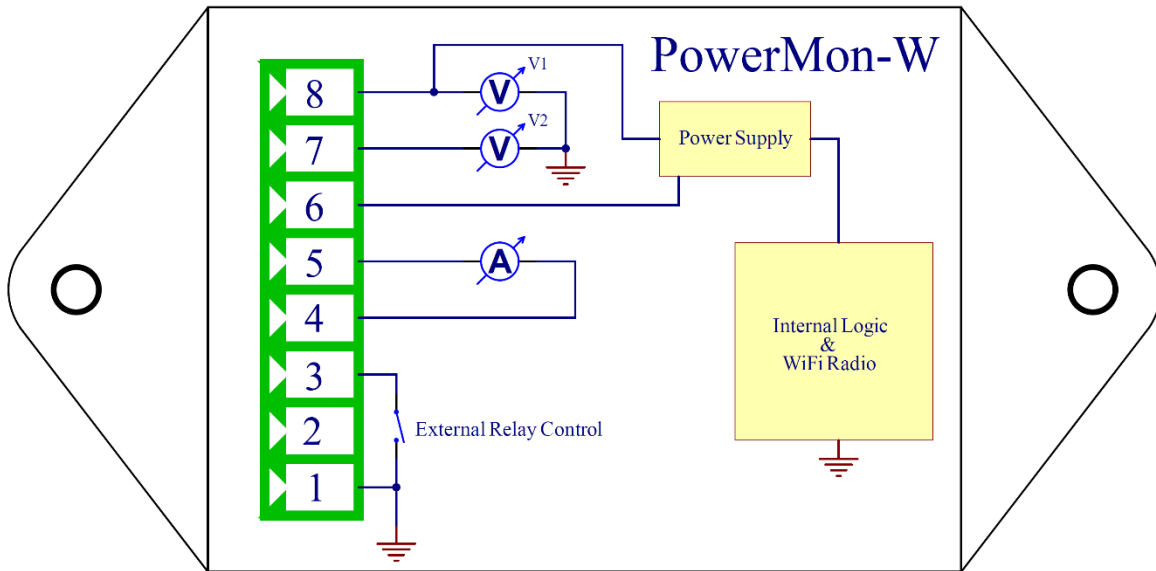 PowerMon-W
8
V
V1
7
V
V2
Power Supply
6
5
A
4
Internal Logic
&
WiFi Radio
3
External Relay Control
2
1